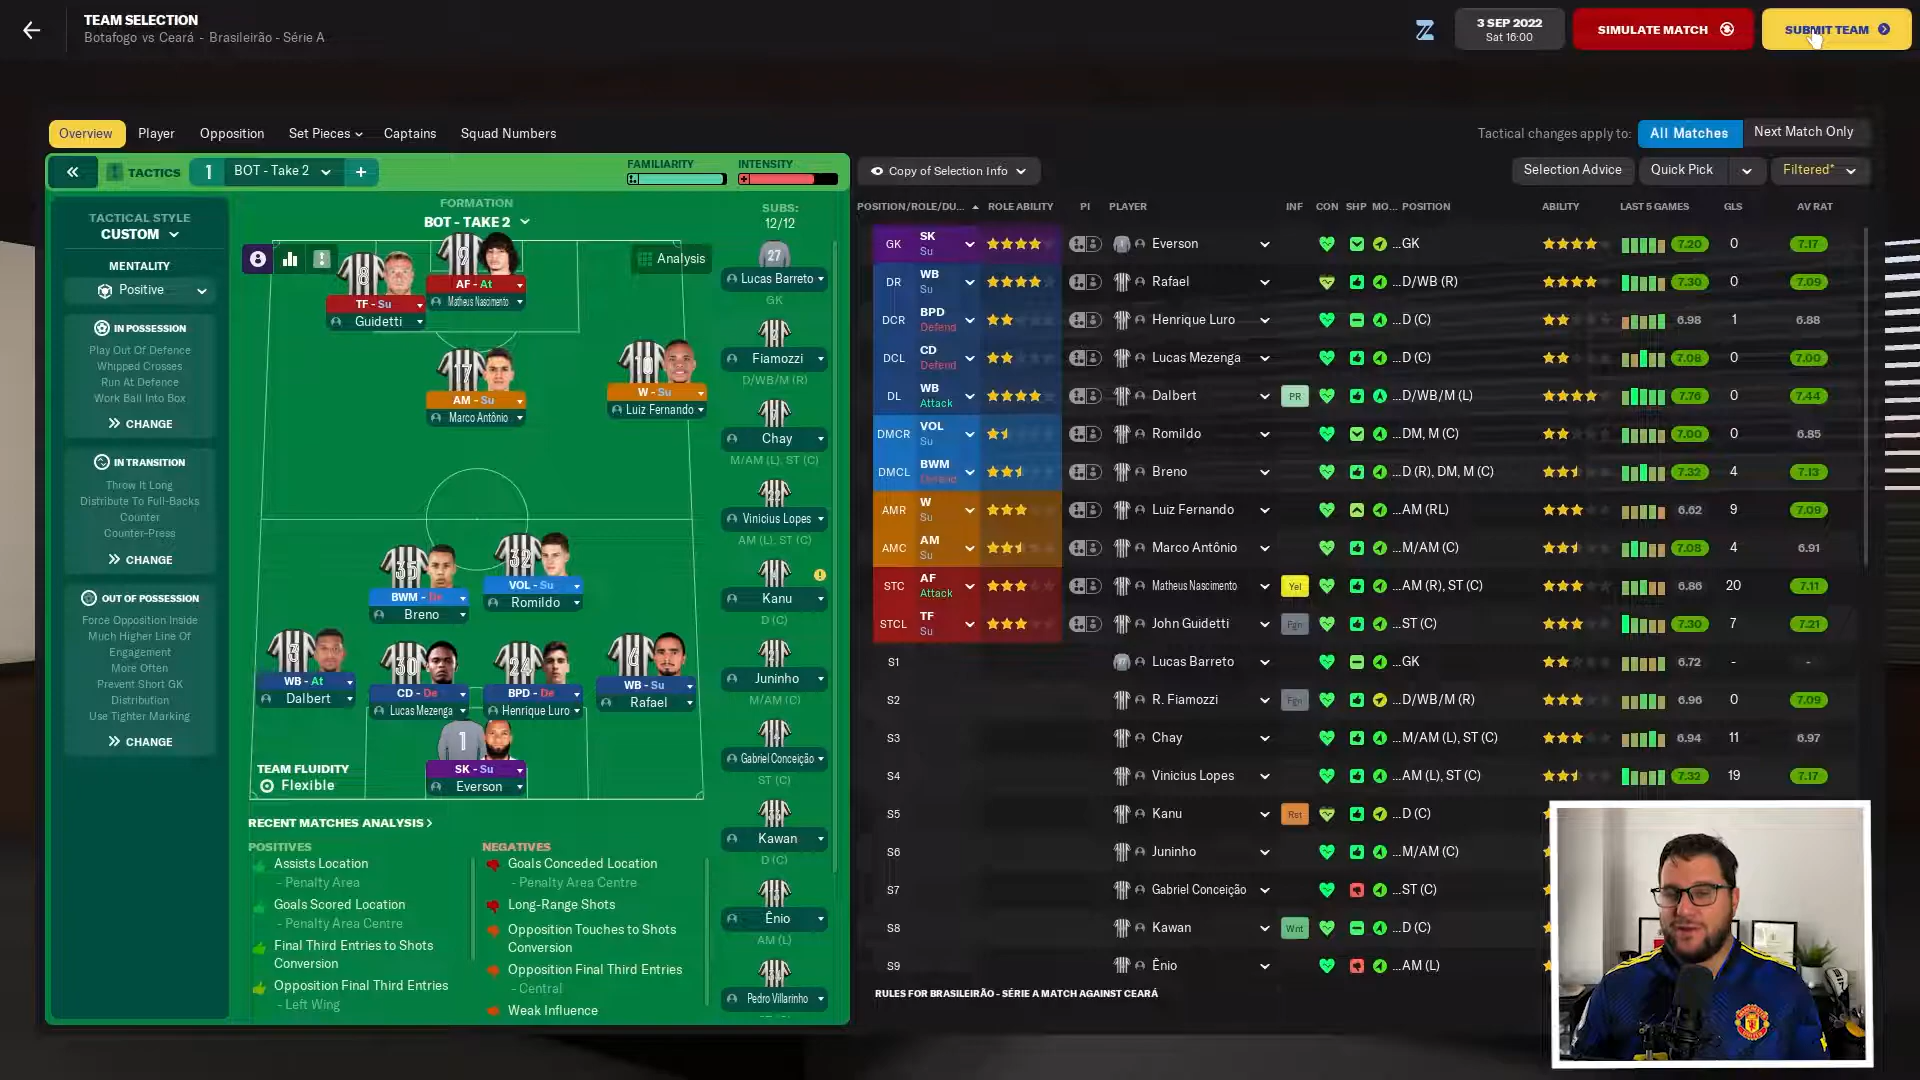 TEAM SELECTION
Botafogo vs Ceará - Brasileirão - Série A
3 SEP 2022
Sat 16:00
SIMULATE MATCH
SUBMIT TEAM
Overview Player Opposition Set Pieces Captains Squad Numbers
Tactical changes apply to: All Matches Next Match Only
TACTICS 1 BOT - Take 2 +
FAMILIARITY
INTENSITY
Copy of Selection Info
Selection Advice Quick Pick Filtered*
TACTICAL STYLE
CUSTOM
MENTALITY
Positive
IN POSSESSION
Play Out Of Defence
Whipped Crosses
Run At Defence
Work Ball Into Box
CHANGE
IN TRANSITION
Throw It Long
Distribute To Full-Backs
Counter
Counter-Press
CHANGE
OUT OF POSSESSION
Force Opposition Inside
Much Higher Line Of
Engagement
More Often
Prevent Short GK
Distribution
Use Tighter Marking
CHANGE
FORMATION
BOT - TAKE 2
Analysis
8
TF - Su
Guidetti
9
AF - At
Matheus Nascimento
17
AM - Su
Marco Antônio
10
W - Su
Luiz Fernando
35
BWM - De
Breno
32
VOL - Su
Romildo
3
WB - At
Dalbert
30
CD - De
Lucas Mezenga
24
BPD - De
Henrique Luro
WB - Su
Rafael
1
SK - Su
Everson
TEAM FLUIDITY
Flexible
SUBS:
12/12
27
Lucas Barreto
GK
Fiamozzi
D/WB/M (R)
Chay
M/AM (L), ST (C)
22
Vinicius Lopes
AM (L), ST (C)
Kanu
D (C)
Juninho
M/AM (C)
Gabriel Conceição
ST (C)
Kawan
D (C)
Ênio
AM (L)
Pedro Villarinho
RECENT MATCHES ANALYSIS
POSITIVES
Assists Location
- Penalty Area
Goals Scored Location
- Penalty Area Centre
Final Third Entries to Shots
Conversion
Opposition Final Third Entries
- Left Wing
NEGATIVES
Goals Conceded Location
- Penalty Area Centre
Long-Range Shots
Opposition Touches to Shots
Conversion
Opposition Final Third Entries
- Central
Weak Influence
POSITION/ROLE/DU... ROLE ABILITY PI PLAYER INF CON SHP MO... POSITION ABILITY LAST 5 GAMES GLS AV RAT
GK SK Su Everson ...GK 7.20 0 7.17
DR WB Su Rafael ...D/WB (R) 7.30 0 7.09
DCR BPD Defend Henrique Luro ...D (C) 6.98 1 6.88
DCL CD Defend Lucas Mezenga ...D (C) 7.08 0 7.00
DL WB Attack Dalbert PR ...D/WB/M (L) 7.76 0 7.44
DMCR VOL Su Romildo ...DM, M (C) 7.00 0 6.85
DMCL BWM Defend Breno ...D (R), DM, M (C) 7.32 4 7.13
AMR W Su Luiz Fernando ...AM (RL) 6.62 9 7.09
AMC AM Su Marco Antônio ...M/AM (C) 7.08 4 6.91
STC AF Attack Matheus Nascimento Yel ...AM (R), ST (C) 6.86 20 7.11
STCL TF Su John Guidetti Fgn ...ST (C) 7.30 7 7.21
S1 Lucas Barreto ...GK 6.72 - -
S2 R. Fiamozzi Fgn ...D/WB/M (R) 6.96 0 7.09
S3 Chay ...M/AM (L), ST (C) 6.94 11 6.97
S4 Vinicius Lopes ...AM (L), ST (C) 7.32 19 7.17
S5 Kanu Rst ...D (C)
S6 Juninho ...M/AM (C)
S7 Gabriel Conceição ...ST (C)
S8 Kawan Wnt ...D (C)
S9 Ênio ...AM (L)
RULES FOR BRASILEIRÃO - SÉRIE A MATCH AGAINST CEARÁ